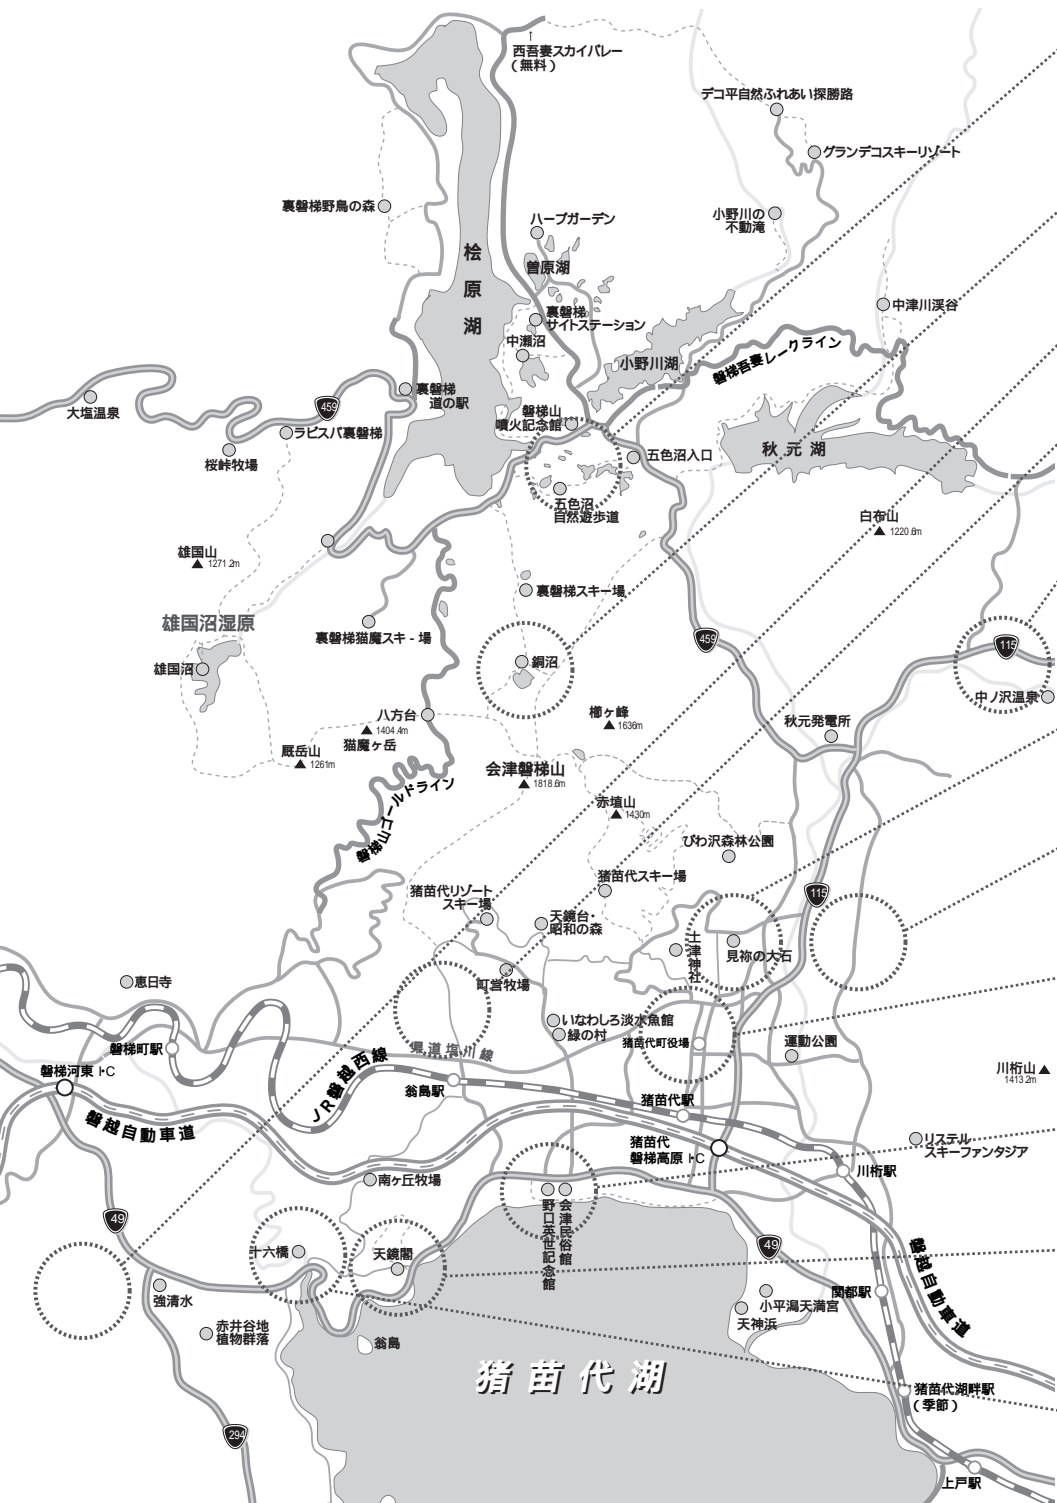 ↑
西吾妻スカイバレー
(無料)
デコ平自然ふれあい探勝路
グランデコスキーリゾート
裏磐梯野鳥の森
ハーブガーデン
小野川の
不動滝
桧原湖
曽原湖
中津川渓谷
裏磐梯
サイトステーション
中瀬沼
小野川湖
磐梯吾妻レークライン
裏磐梯
道の駅
大塩温泉
459
ラビスパ裏磐梯
磐梯山
噴火記念館
桜峠牧場
五色沼入口
秋元湖
五色沼
自然遊歩道
白布山
▲1220.6m
雄国山
▲1271.2m
裏磐梯スキー場
雄国沼湿原
裏磐梯猫魔スキ-場
459
115
雄国沼
銅沼
中ノ沢温泉
八方台
▲1404.4m
猫魔ヶ岳
櫛ヶ峰
▲1636m
秋元発電所
厩岳山
▲1261m
会津磐梯山
▲1818.6m
磐梯山ゴールドライン
赤埴山
▲1430m
びわ沢森林公園
猪苗代スキー場
115
猪苗代リゾート
スキー場
天鏡台・
昭和の森
土津神社
見祢の大石
恵日寺
町営牧場
いなわしろ淡水魚館
緑の村
猪苗代町役場
運動公園
磐梯町駅
県道塩川線
磐梯河東I・C
JR磐越西線
翁島駅
川桁山▲
1413.2m
猪苗代駅
磐越自動車道
猪苗代
磐梯高原I・C
リステル
スキーファンタジア
川桁駅
南ヶ丘牧場
49
野口英世記念館
会津民俗館
十六橋
天鏡閣
49
磐越自動車道
強清水
関都駅
小平潟天満宮
天神浜
赤井谷地
植物群落
翁島
猪苗代湖
猪苗代湖畔駅
(季節)
294
上戸駅